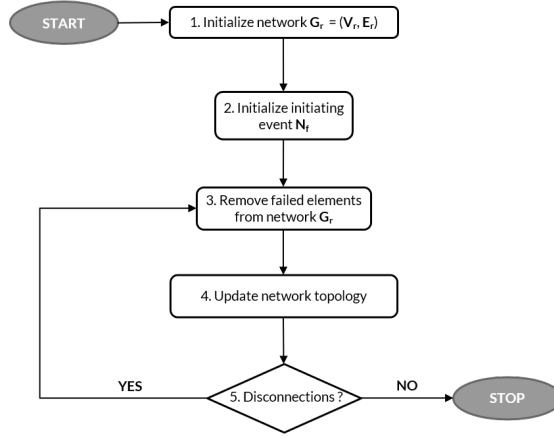 START
1. Initialize network Gᵣ = (Vᵣ, Eᵣ)
2. Initialize initiating
event N_f
3. Remove failed elements
from network Gᵣ
4. Update network topology
YES
5. Disconnections ?
NO
STOP